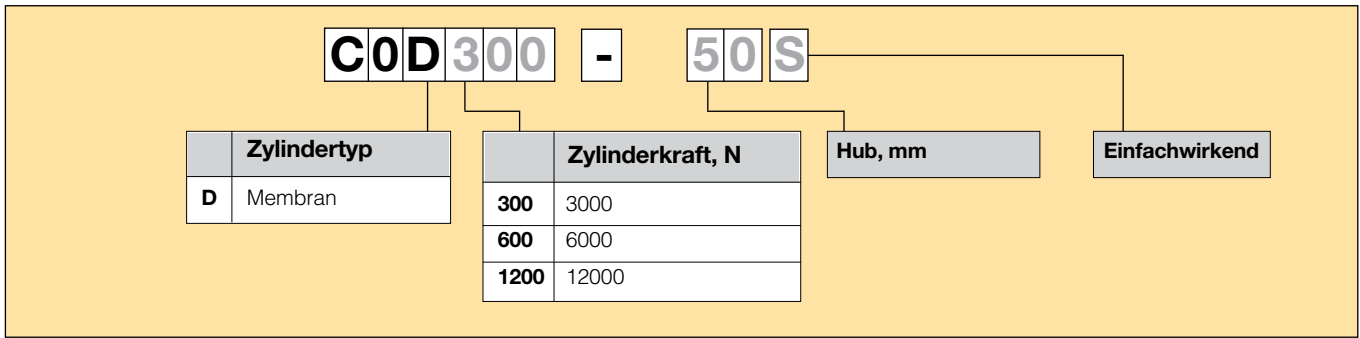 C0D300 - 50S
Zylindertyp
D Membran
Zylinderkraft, N
300 3000
600 6000
1200 12000
Hub, mm
Einfachwirkend